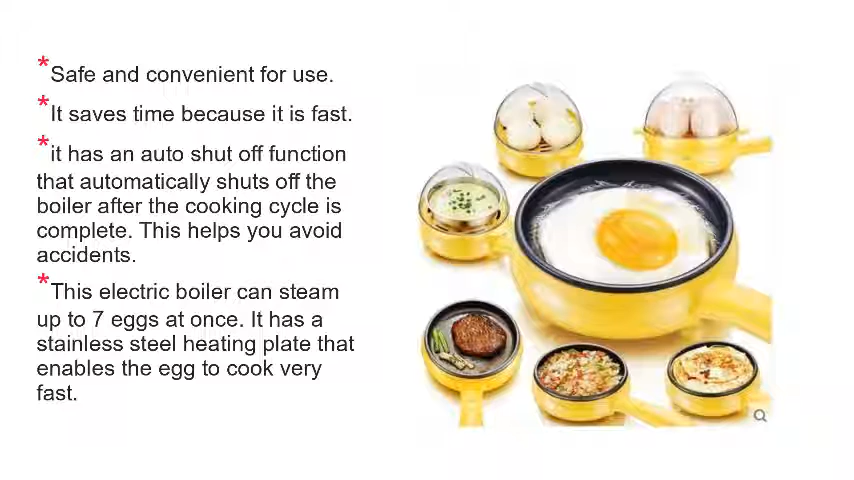 *Safe and convenient for use.
*It saves time because it is fast.
*it has an auto shut off function
that automatically shuts off the
boiler after the cooking cycle is
complete. This helps you avoid
accidents.
*This electric boiler can steam
up to 7 eggs at once. It has a
stainless steel heating plate that
enables the egg to cook very
fast.